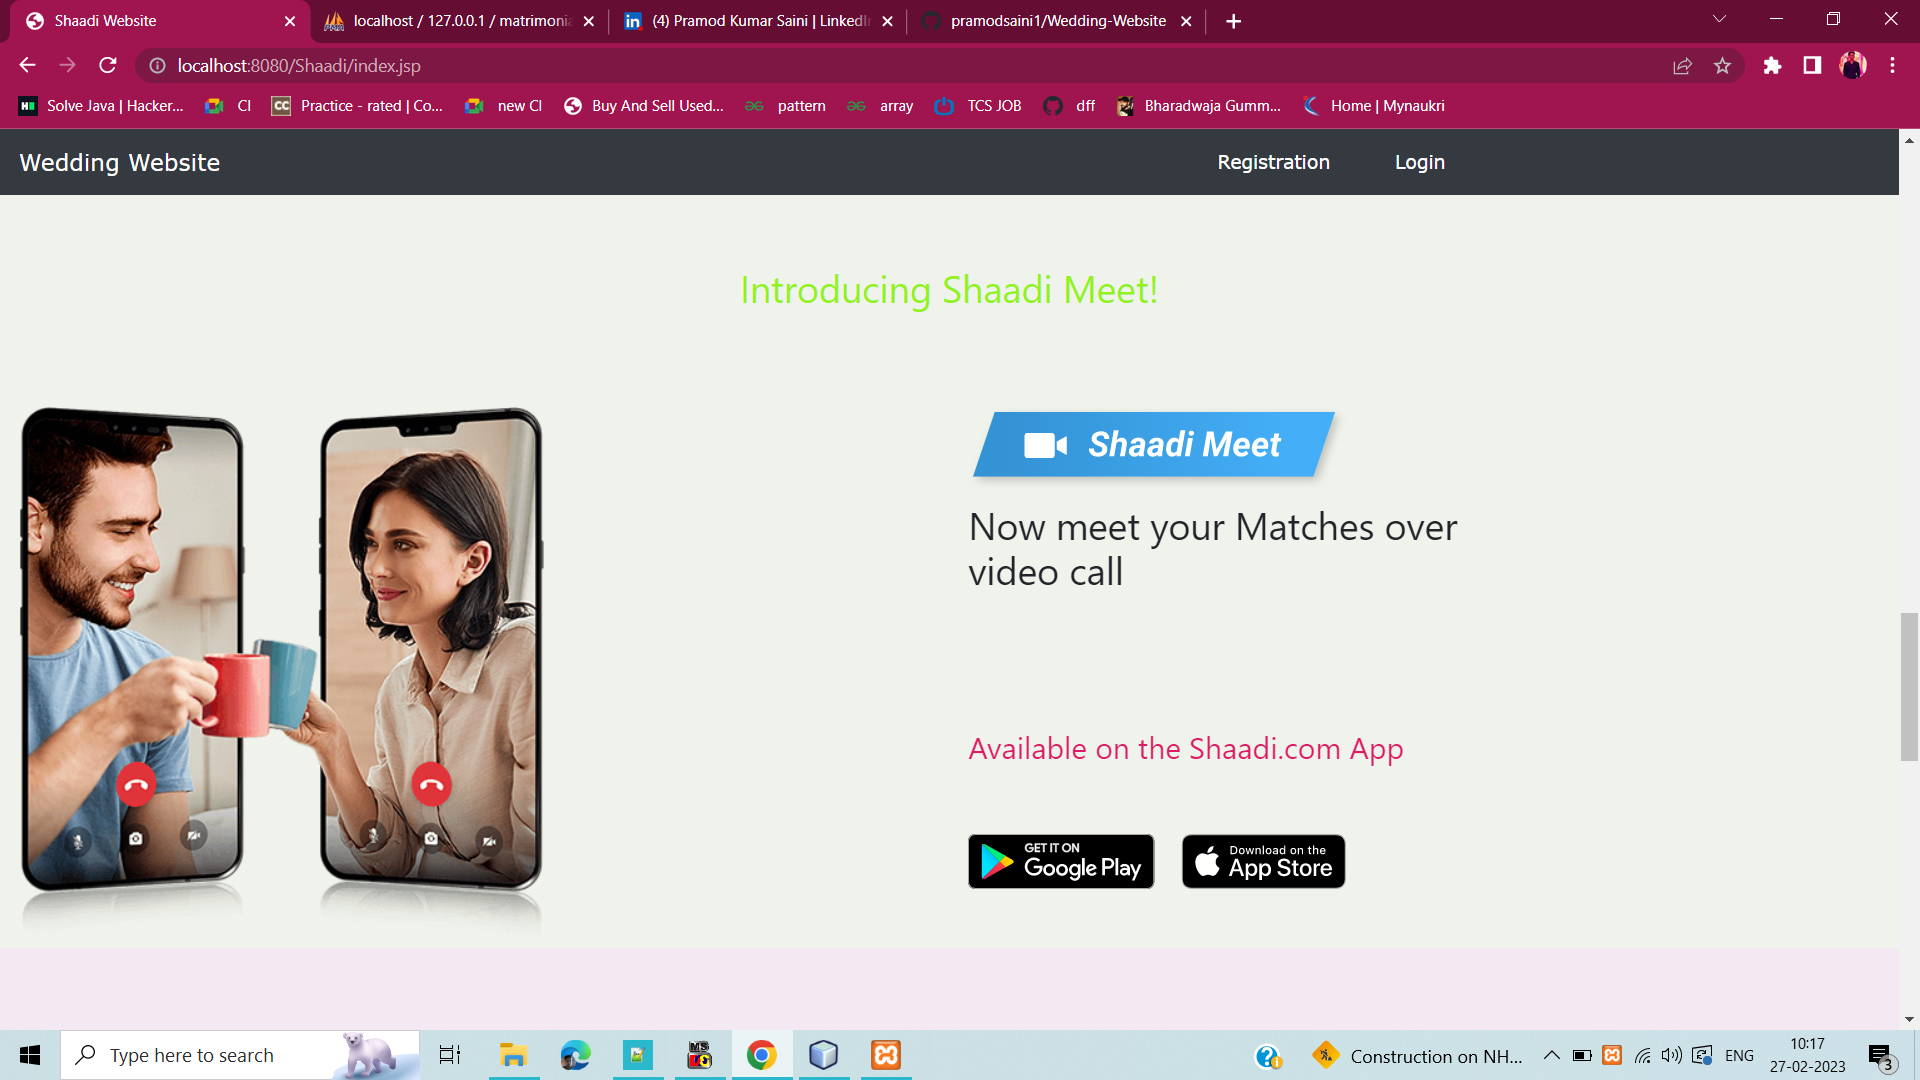 Shaadi Website
localhost / 127.0.0.1 / matrimonia
(4) Pramod Kumar Saini | LinkedIn
pramodsaini1/Wedding-Website
localhost:8080/Shaadi/index.jsp
Solve Java | Hacker...
CI
Practice - rated | Co...
new CI
Buy And Sell Used...
pattern
array
TCS JOB
dff
Bharadwaja Gumm...
Home | Mynaukri
Wedding Website
Registration
Login
Introducing Shaadi Meet!
Shaadi Meet
Now meet your Matches over
video call
Available on the Shaadi.com App
GET IT ON
Google Play
Download on the
App Store
Type here to search
Construction on NH...
ENG
10:17
27-02-2023
3